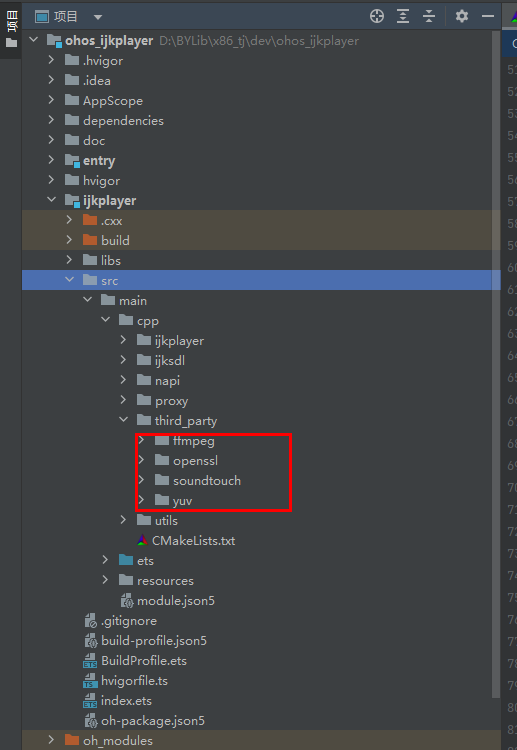 项目
项目
ohos_ijkplayer D:\BYLib\x86_tj\dev\ohos_ijkplayer
.hvigor
.idea
AppScope
dependencies
doc
entry
hvigor
ijkplayer
.cxx
build
libs
src
main
cpp
ijkplayer
ijksdl
napi
proxy
third_party
ffmpeg
openssl
soundtouch
yuv
utils
CMakeLists.txt
ets
resources
module.json5
.gitignore
build-profile.json5
BuildProfile.ets
hvigorfile.ts
index.ets
oh-package.json5
oh_modules